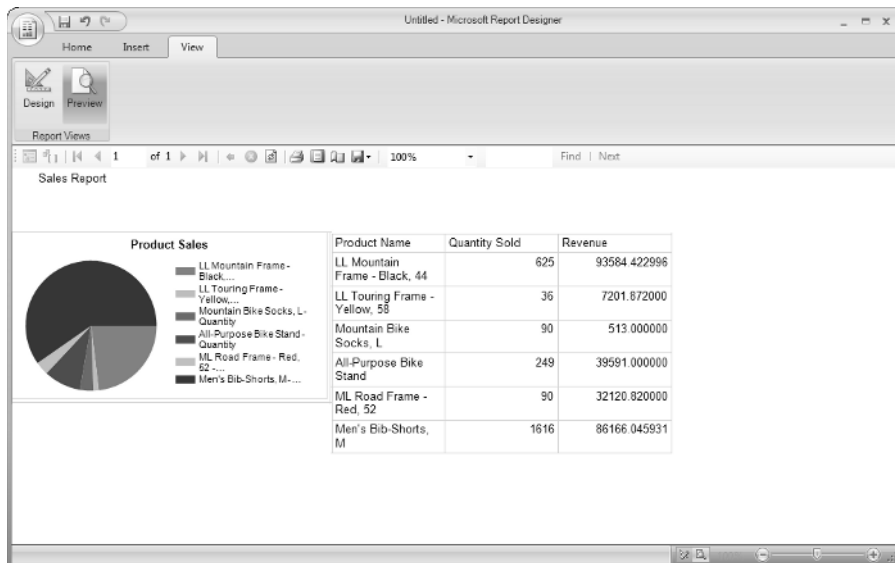 Untitled - Microsoft Report Designer
Home Insert View
Design Preview
Report Views
1 of 1 100% Find | Next
Sales Report
Product Sales
LL Mountain Frame -
Black,...
LL Touring Frame -
Yellow,...
Mountain Bike Socks, L-
Quantity
All-Purpose Bike Stand-
Quantity
ML Road Frame - Red,
52 -...
Men's Bib-Shorts, M-...
Product Name Quantity Sold Revenue
LL Mountain
Frame - Black, 44 625 93584.422996
LL Touring Frame -
Yellow, 58 36 7201.872000
Mountain Bike
Socks, L 90 513.000000
All-Purpose Bike
Stand 249 39591.000000
ML Road Frame -
Red, 52 90 32120.820000
Men's Bib-Shorts,
M 1616 86166.045931